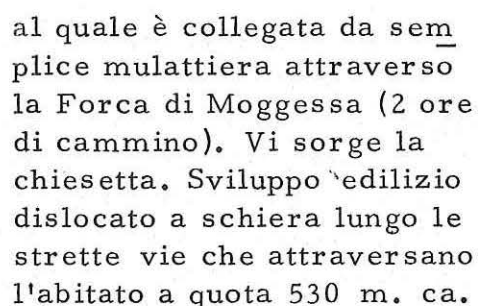 al quale è collegata da sem
plice mulattiera attraverso
la Forca di Moggessa (2 ore
di cammino). Vi sorge la
chiesetta. Sviluppo edilizio
dislocato a schiera lungo le
strette vie che attraversano
l'abitato a quota 530 m. ca.